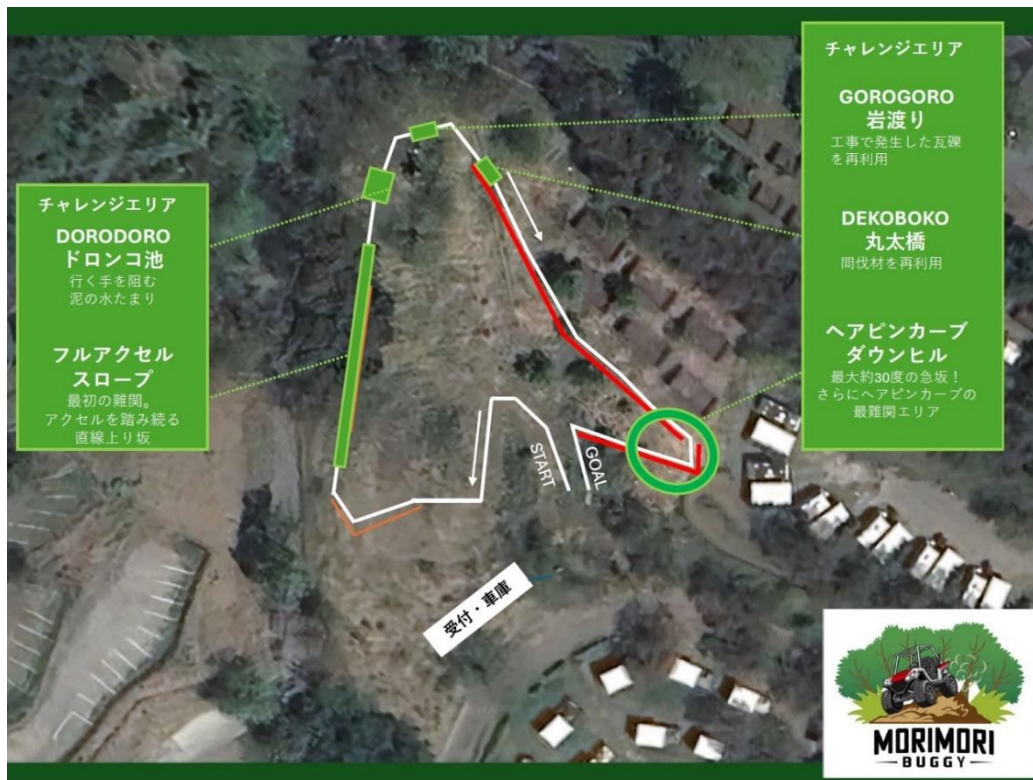 チャレンジエリア
DORODORO
ドロンコ池
行く手を阻む
泥の水たまり
フルアクセル
スロープ
最初の難関。
アクセルを踏み続ける
直線上り坂
チャレンジエリア
GOROGORO
岩渡り
工事で発生した瓦礫
を再利用
DEKOBOKO
丸太橋
間伐材を再利用
ヘアピンカーブ
ダウンヒル
最大約30度の急坂！
さらにヘアピンカーブの
最難関エリア
START
GOAL
受付・車庫
MORIMORI
BUGGY